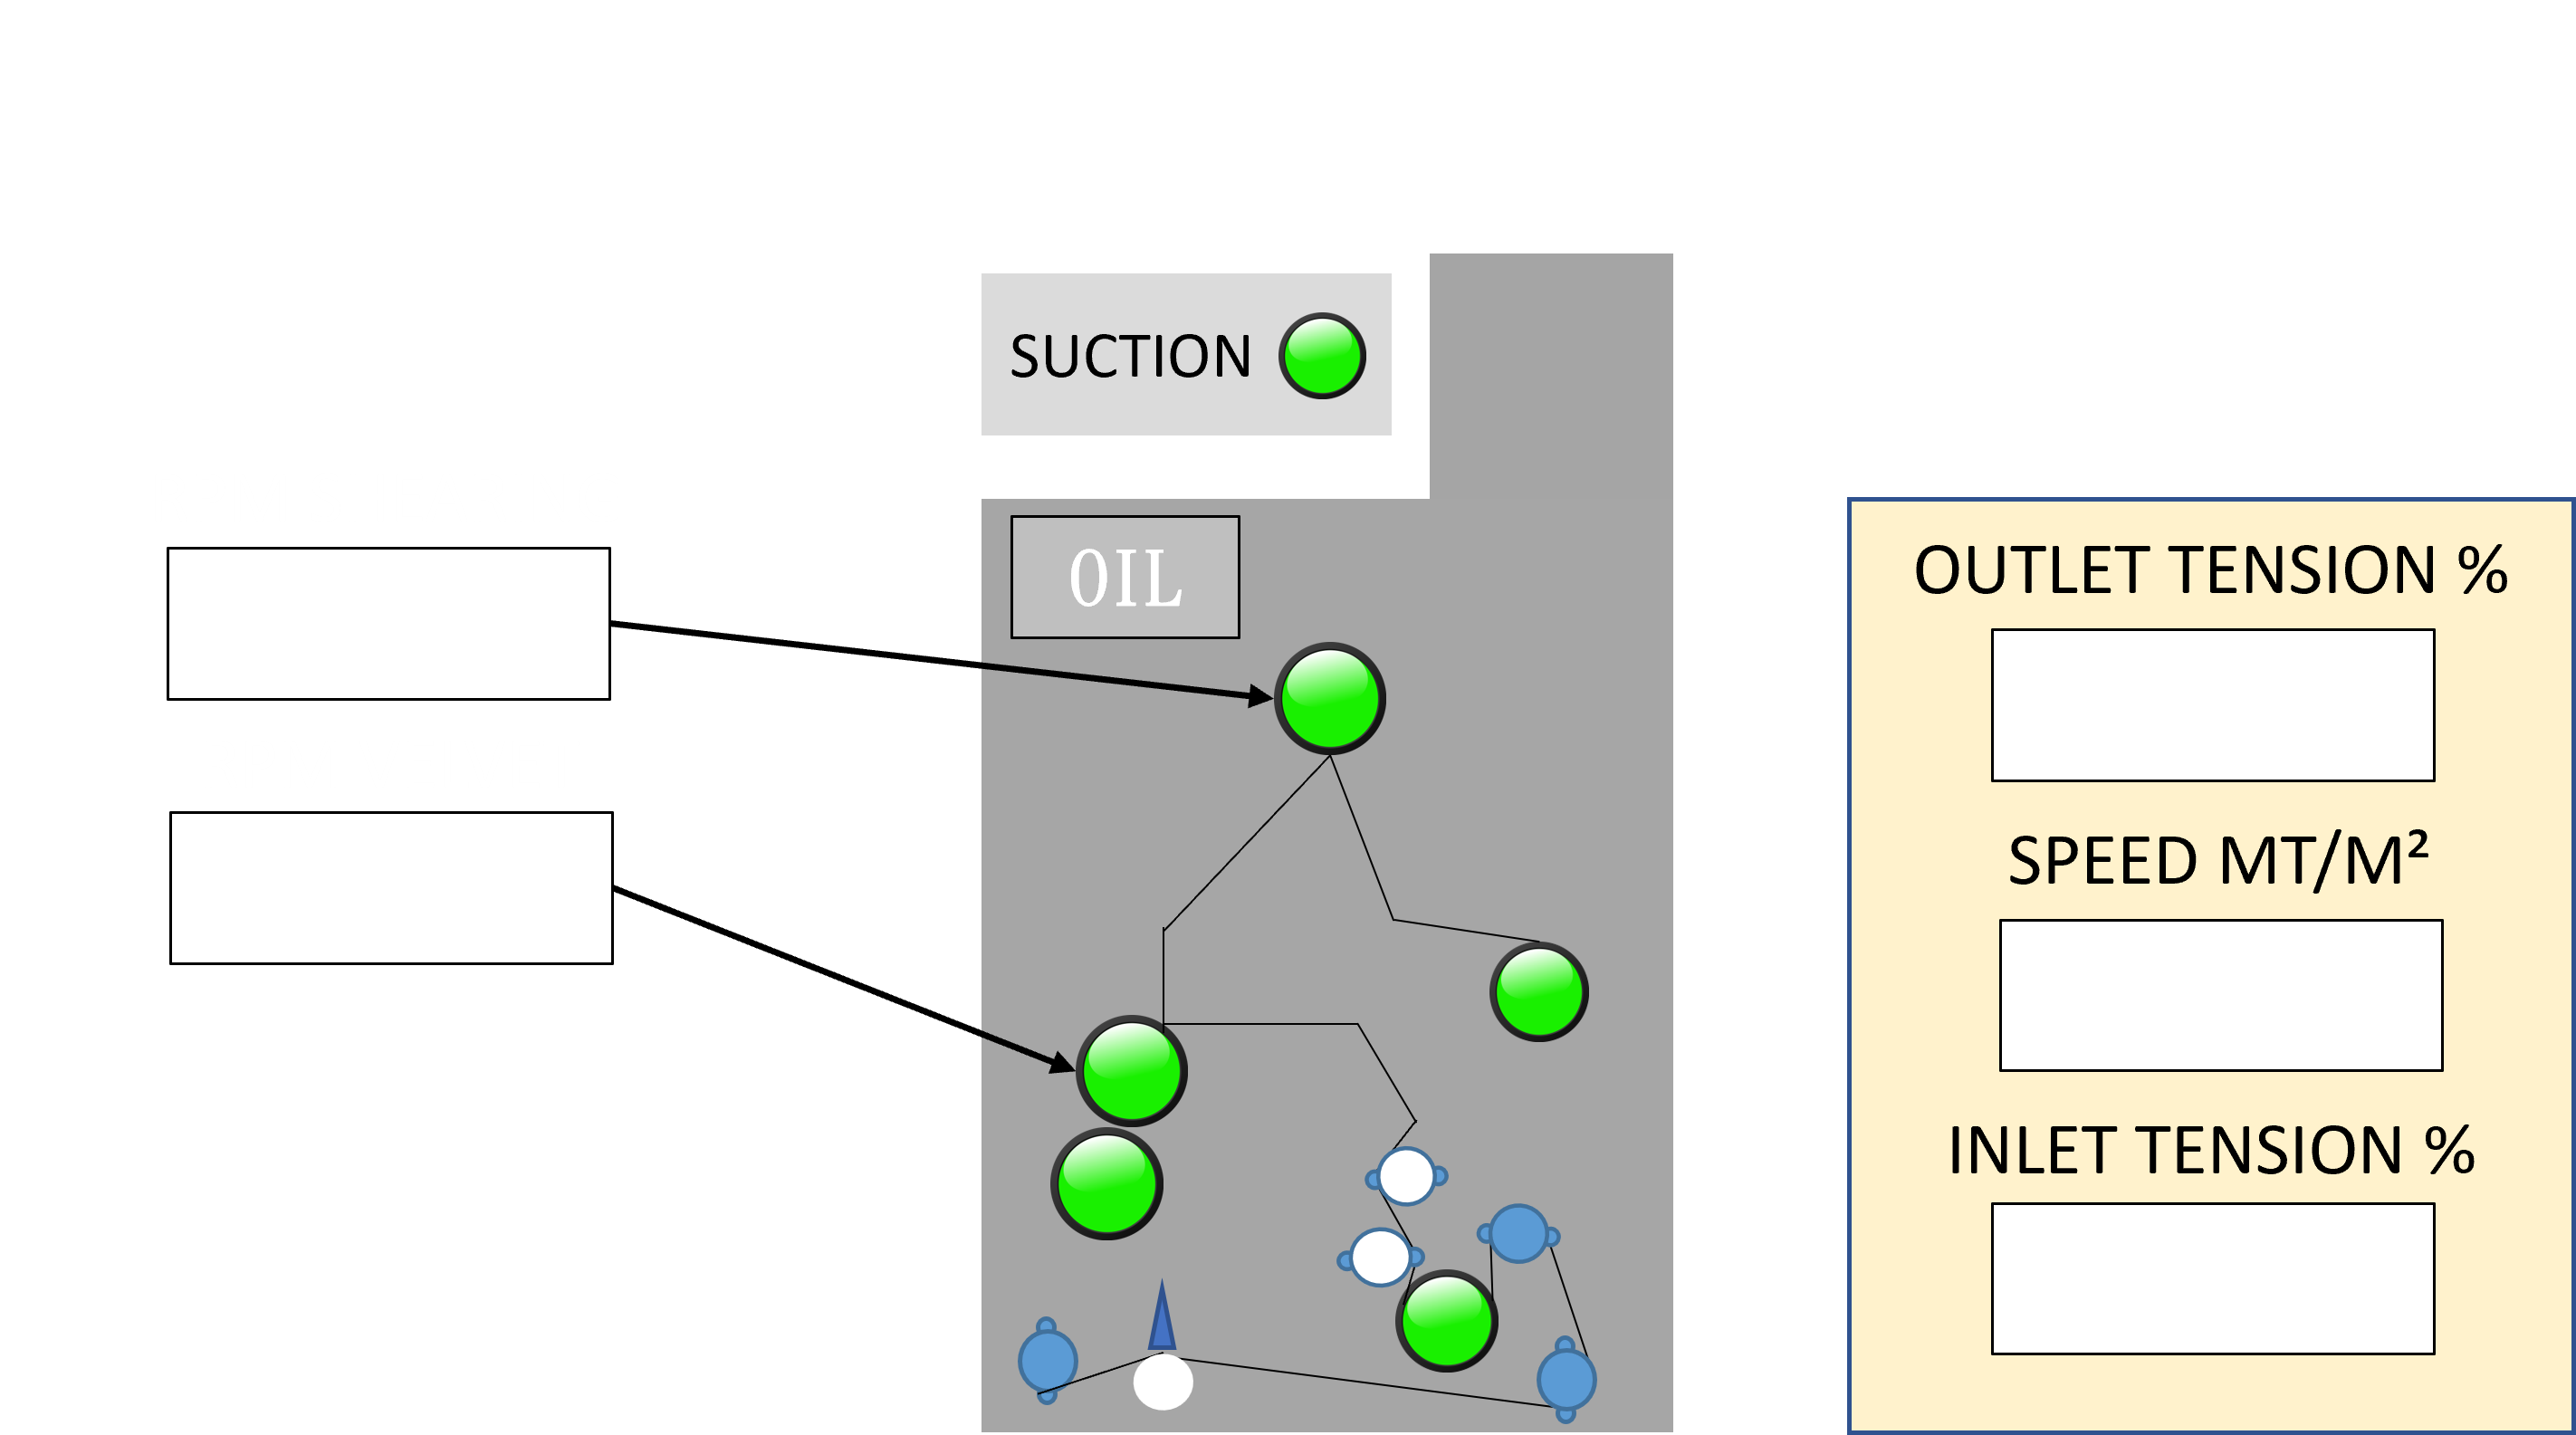 SUCTION
OIL
OUTLET TENSION %
SPEED MT/M²
INLET TENSION %